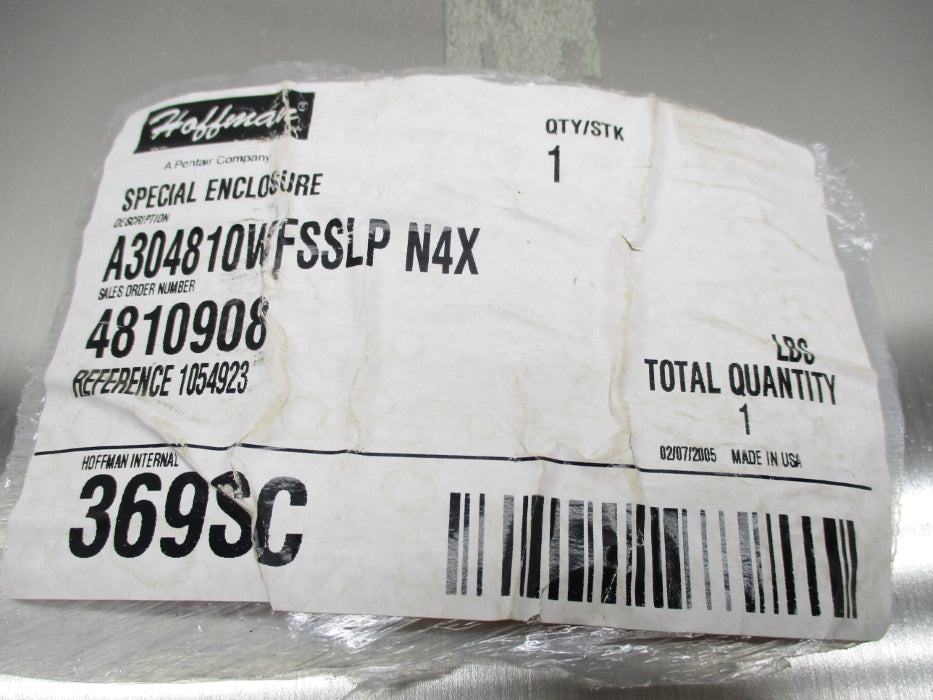 Hoffman®
A Pentair Company
QTY/STK
1
SPECIAL ENCLOSURE
DESCRIPTION
A304810WFSSLP N4X
SALES ORDER NUMBER
4810908
REFERENCE 1054923
LBS
TOTAL QUANTITY
1
02/07/2005 MADE IN USA
HOFFMAN INTERNAL
369SC